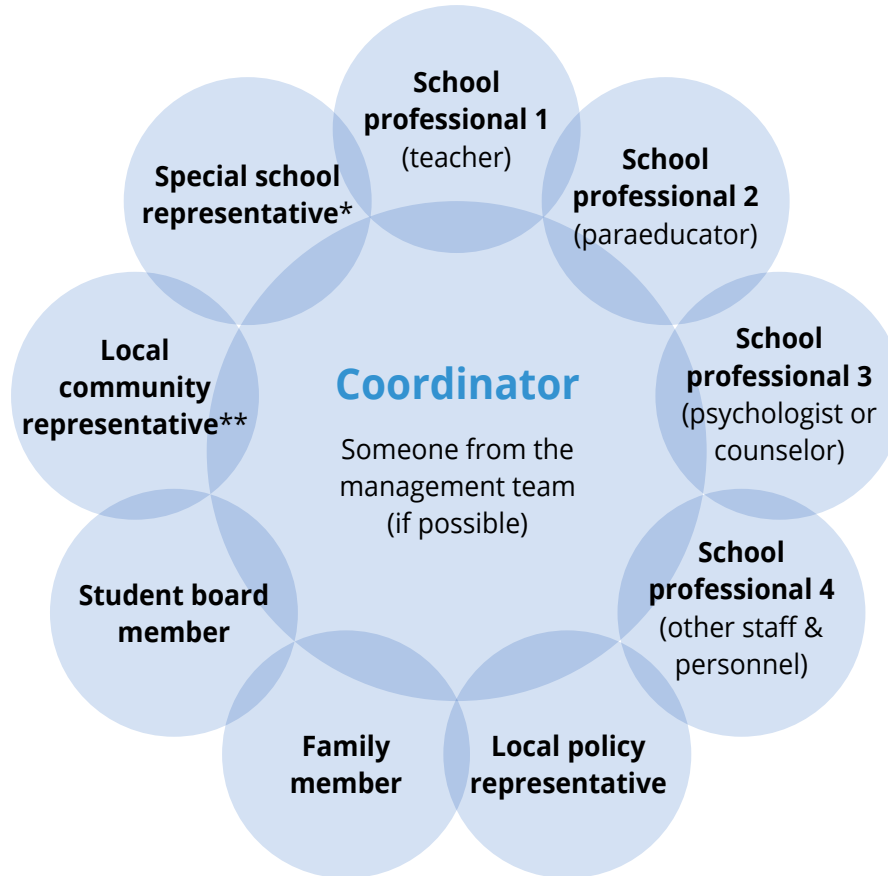 School
professional 1
(teacher)
School
professional 2
(paraeducator)
School
professional 3
(psychologist or
counselor)
School
professional 4
(other staff &
personnel)
Local policy
representative
Family
member
Student board
member
Local
community
representative**
Special school
representative*
Coordinator
Someone from the
management team
(if possible)